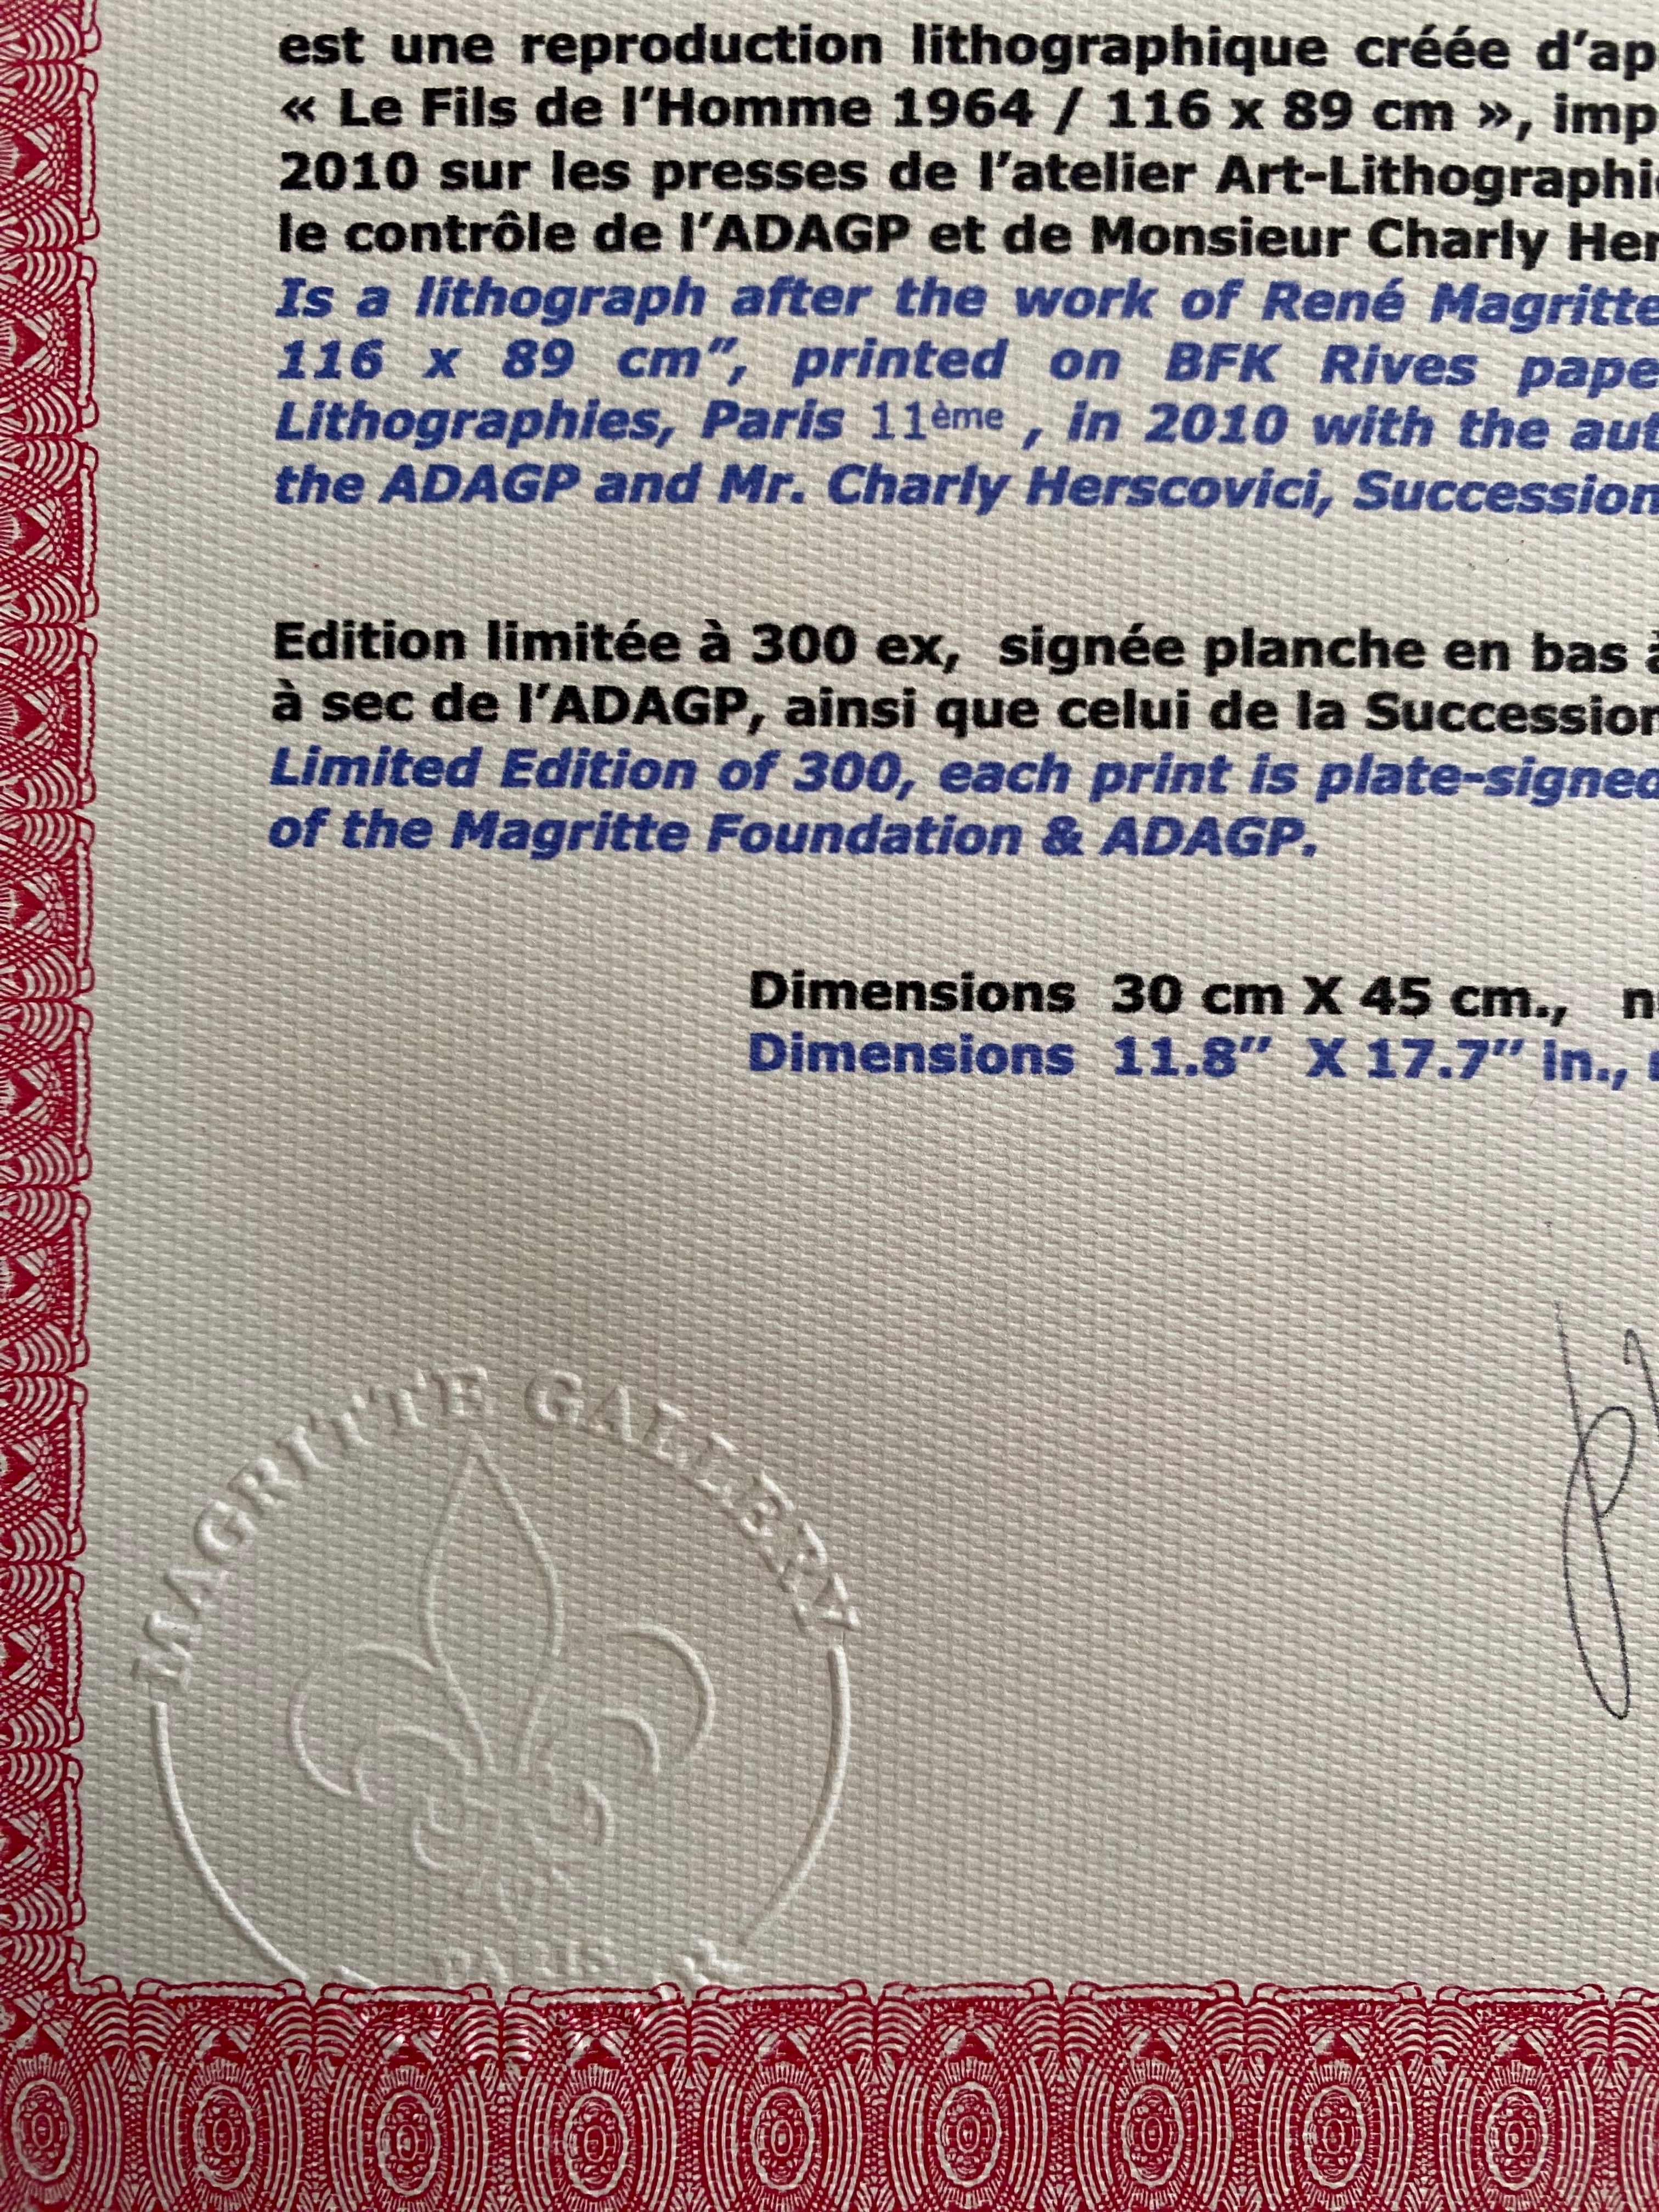 est une reproduction lithographique créée d'ap
« Le Fils de l'Homme 1964 / 116 x 89 cm », imp
2010 sur les presses de l'atelier Art-Lithographie
le contrôle de l'ADAGP et de Monsieur Charly Her
Is a lithograph after the work of René Magritte
116 x 89 cm", printed on BFK Rives pape
Lithographies, Paris 11ème , in 2010 with the aut
the ADAGP and Mr. Charly Herscovici, Succession
Edition limitée à 300 ex, signée planche en bas à
à sec de l'ADAGP, ainsi que celui de la Succession
Limited Edition of 300, each print is plate-signed
of the Magritte Foundation & ADAGP.
Dimensions 30 cm X 45 cm., n
Dimensions 11.8" X 17.7" in.,
MAGRITTE GALLERY
PARIS